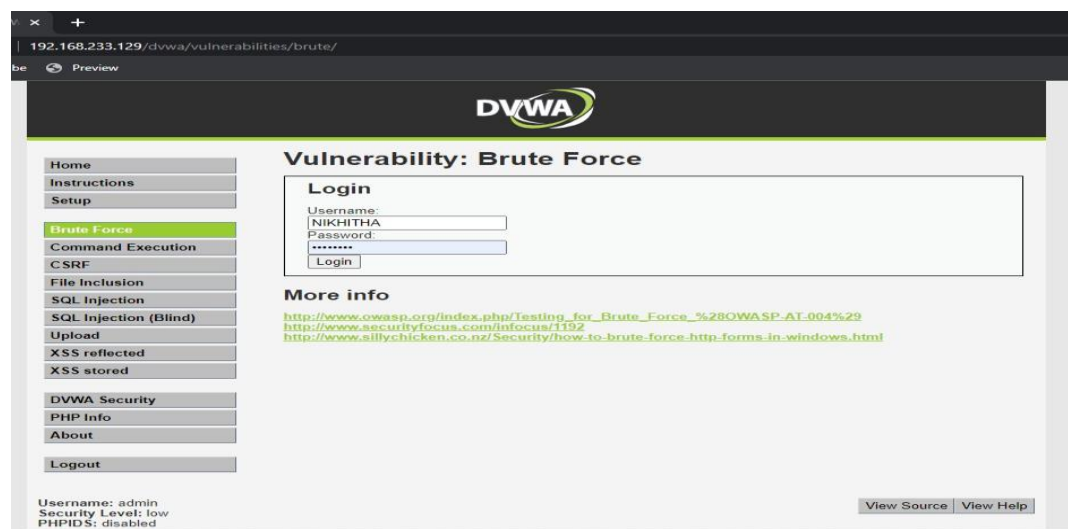 192.168.233.129/dvwa/vulnerabilities/brute/
be Preview
DVWA
Home
Instructions
Setup
Brute Force
Command Execution
CSRF
File Inclusion
SQL Injection
SQL Injection (Blind)
Upload
XSS reflected
XSS stored
DVWA Security
PHP Info
About
Logout
Vulnerability: Brute Force
Login
Username:
NIKHITHA
Password:
••••••••
Login
More info
http://www.owasp.org/index.php/Testing_for_Brute_Force_%28OWASP-AT-004%29
http://www.securityfocus.com/infocus/1192
http://www.sillychicken.co.nz/Security/how-to-brute-force-http-forms-in-windows.html
Username: admin
Security Level: low
PHPIDS: disabled
View Source View Help